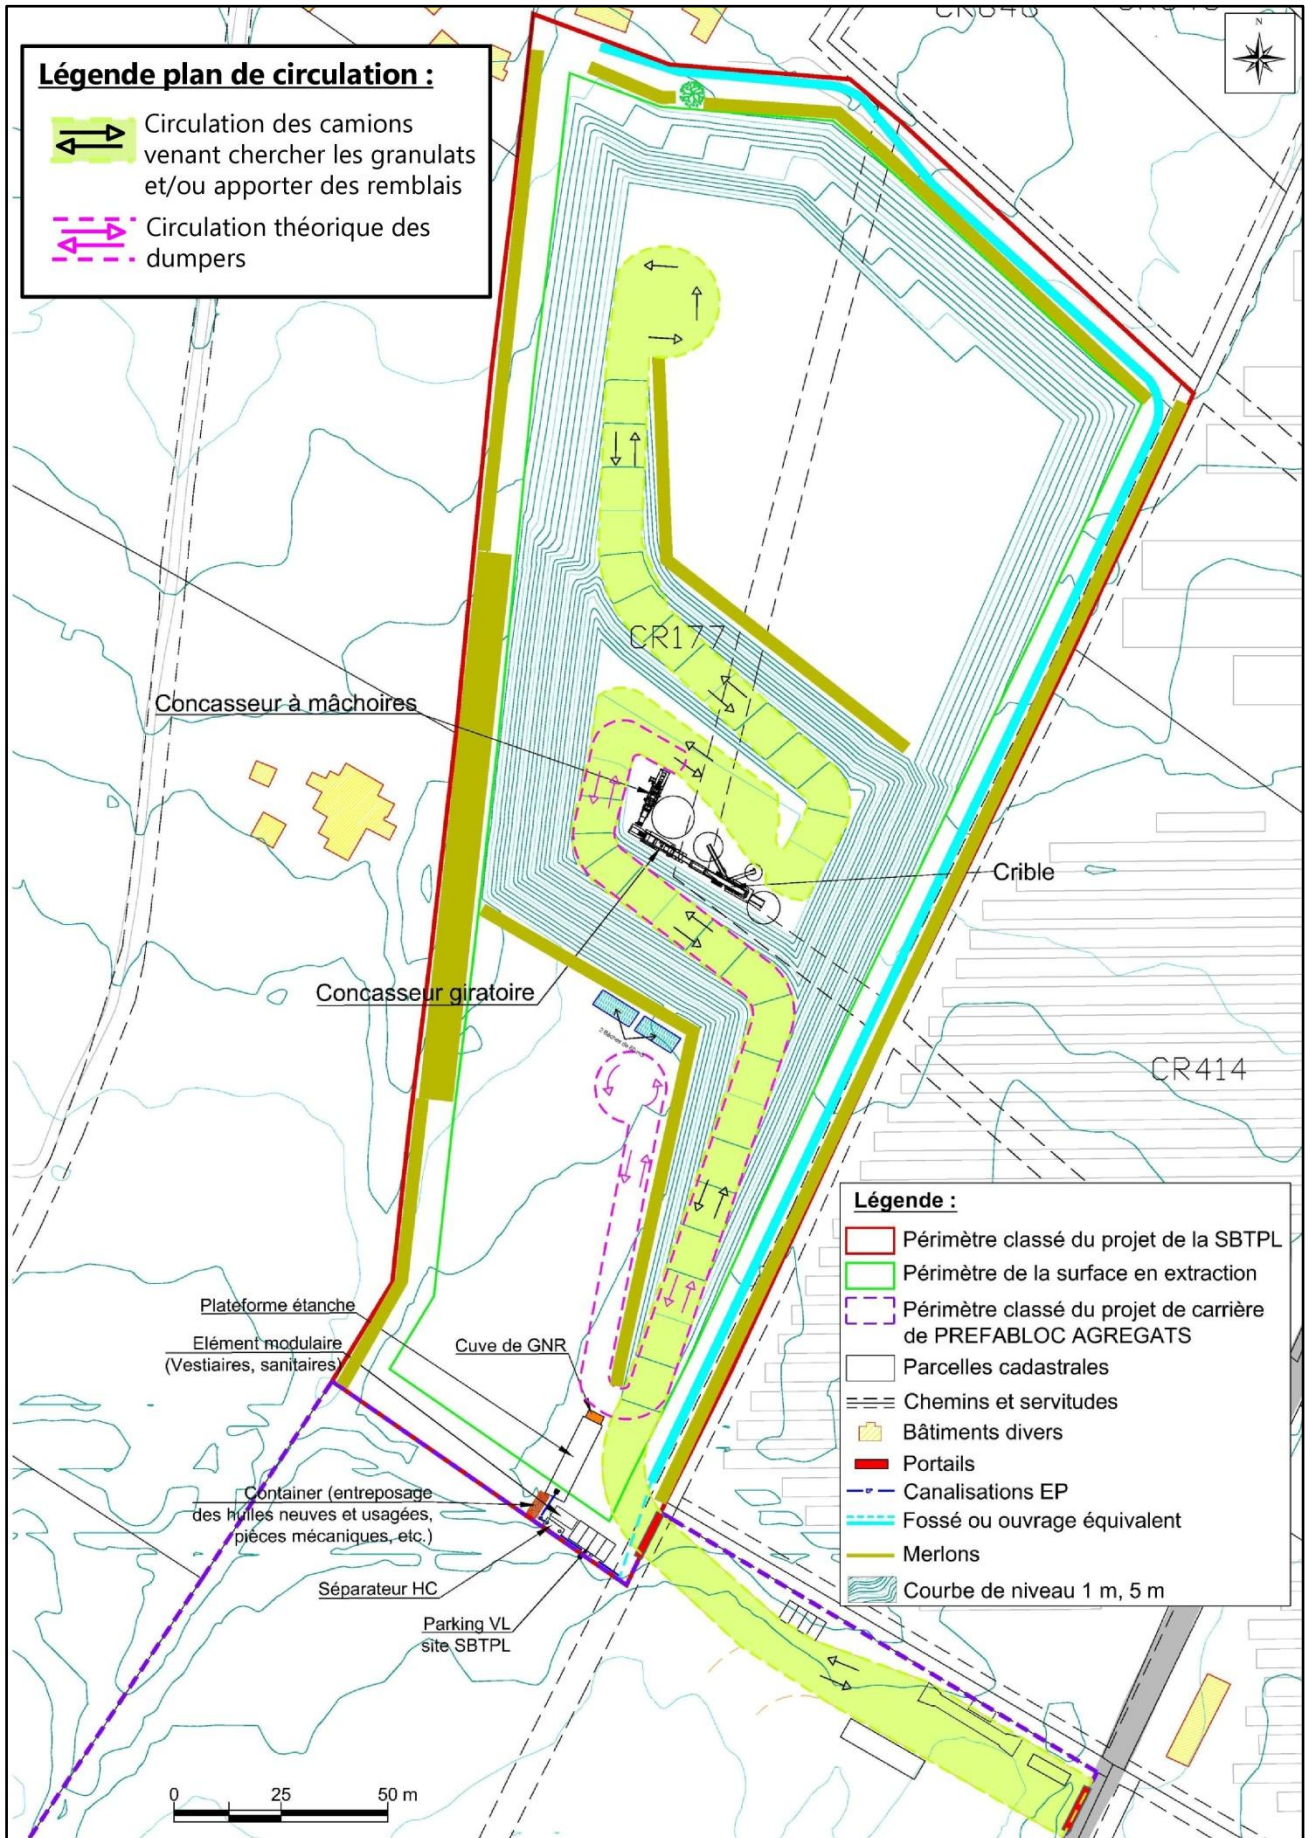 Légende plan de circulation :
Circulation des camions
venant chercher les granulats
et/ou apporter des remblais
Circulation théorique des
dumpers
N
CR177
Concasseur à mâchoires
Crible
Concasseur giratoire
CR414
Plateforme étanche
Elément modulaire
(Vestiaires, sanitaires)
Cuve de GNR
Container (entreposage
des huiles neuves et usagées,
pièces mécaniques, etc.)
Séparateur HC
Parking VL
site SBTPL
0 25 50 m
Légende :
Périmètre classé du projet de la SBTPL
Périmètre de la surface en extraction
Périmètre classé du projet de carrière
de PREFABLOC AGREGATS
Parcelles cadastrales
Chemins et servitudes
Bâtiments divers
Portails
Canalisations EP
Fossé ou ouvrage équivalent
Merlons
Courbe de niveau 1 m, 5 m